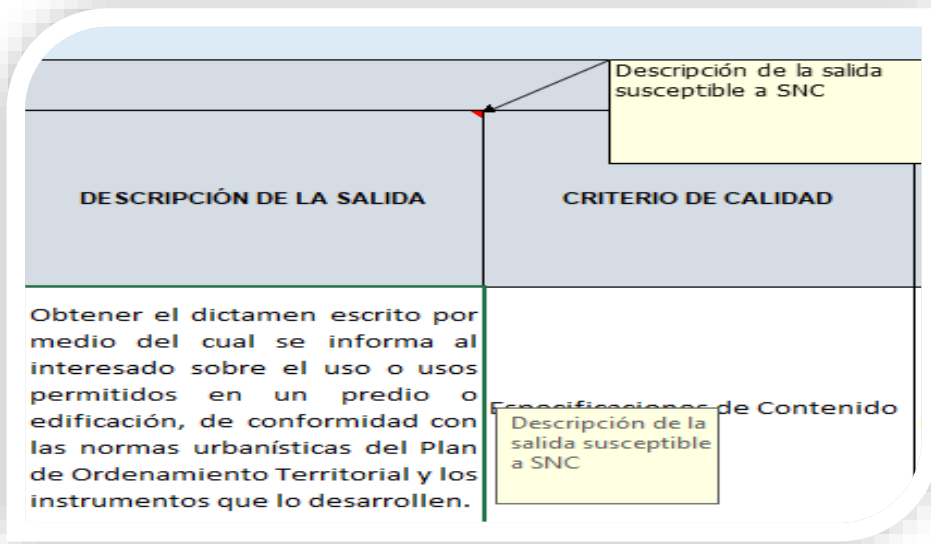 Descripción de la salida
susceptible a SNC
DESCRIPCIÓN DE LA SALIDA
CRITERIO DE CALIDAD
Obtener el dictamen escrito por
medio del cual se informa al
interesado sobre el uso o usos
permitidos en un predio o
edificación, de conformidad con
las normas urbanísticas del Plan
de Ordenamiento Territorial y los
instrumentos que lo desarrollen.
Especificaciones de Contenido
Descripción de la
salida susceptible
a SNC